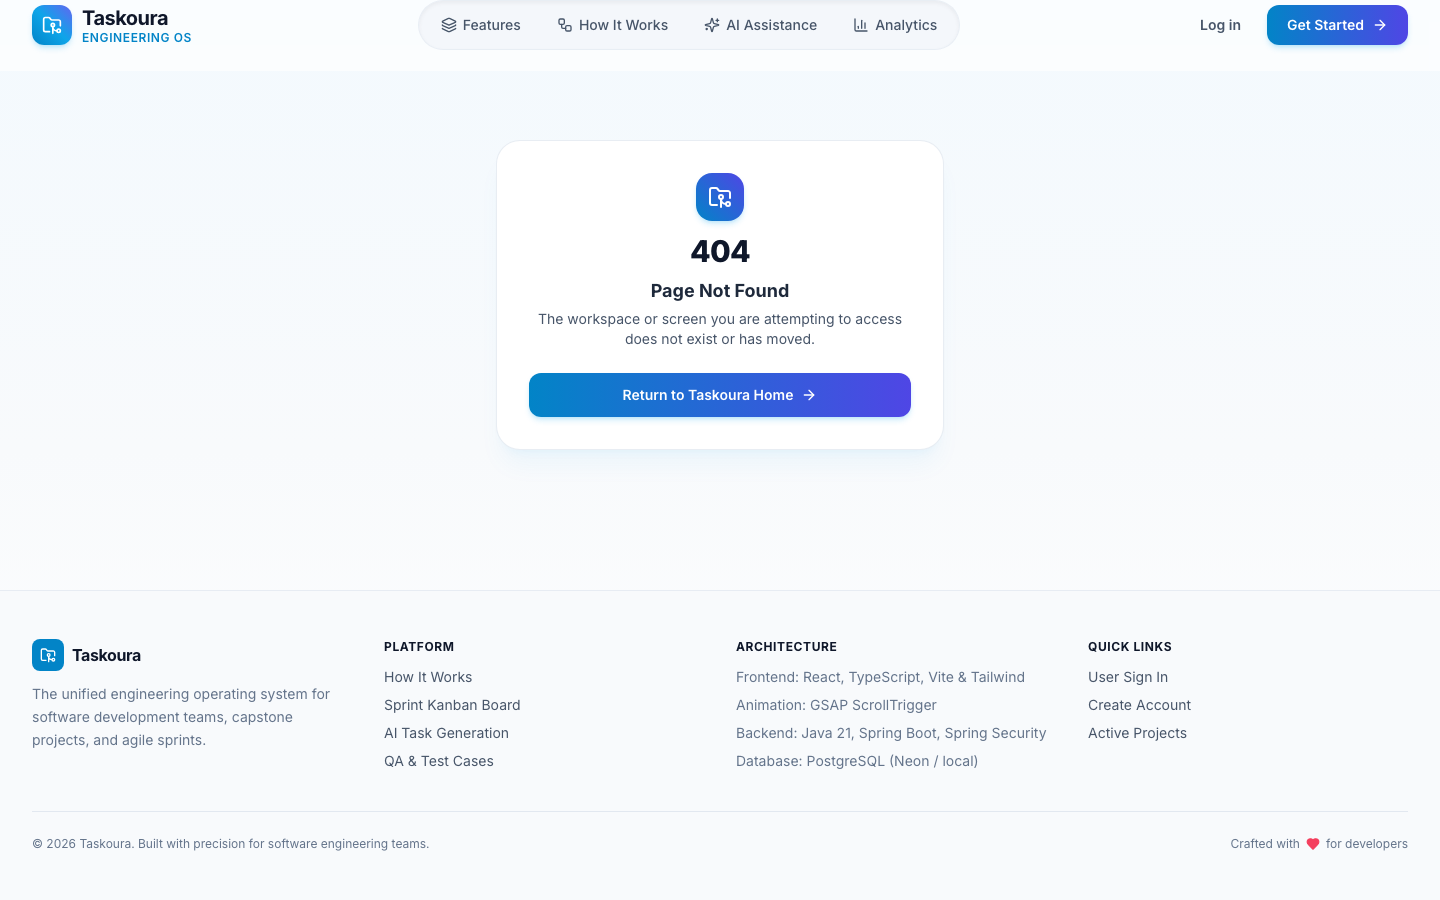 Taskoura
ENGINEERING OS
Features
How It Works
AI Assistance
Analytics
Log in
Get Started
404
Page Not Found
The workspace or screen you are attempting to access
does not exist or has moved.
Return to Taskoura Home
Taskoura
The unified engineering operating system for
software development teams, capstone
projects, and agile sprints.
PLATFORM
How It Works
Sprint Kanban Board
AI Task Generation
QA & Test Cases
ARCHITECTURE
Frontend: React, TypeScript, Vite & Tailwind
Animation: GSAP ScrollTrigger
Backend: Java 21, Spring Boot, Spring Security
Database: PostgreSQL (Neon / local)
QUICK LINKS
User Sign In
Create Account
Active Projects
© 2026 Taskoura. Built with precision for software engineering teams.
Crafted with ❤ for developers